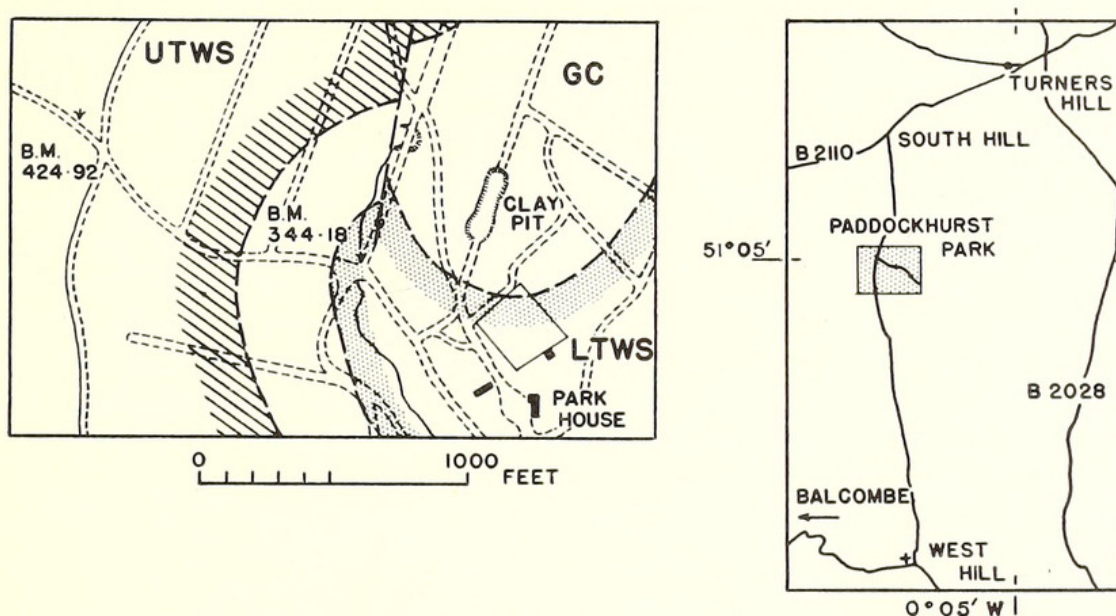 UTWS
GC
B.M.
424·92
B.M.
344·18
CLAY
PIT
LTWS
PARK
HOUSE
0 1000
FEET
TURNERS
HILL
SOUTH HILL
B 2110
PADDOCKHURST
PARK
51°05′
B 2028
BALCOMBE
WEST
HILL
0°05′ W